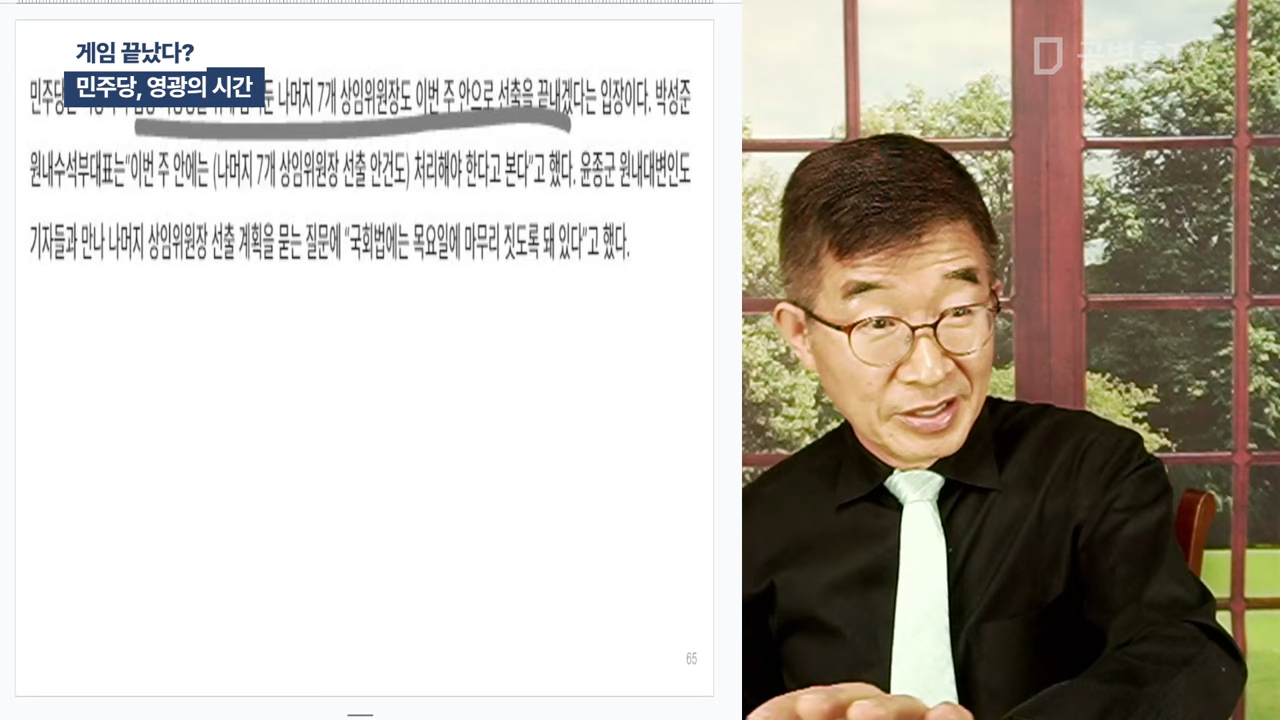 게임 끝났다?
민주당, 영광의 시간
나머지 7개 상임위원장도 이번 주 안으로 선출을 끝내겠다는 입장이다. 박성준
원내수석부대표는“이번 주 안에는 (나머지 7개 상임위원장 선출 안건도) 처리해야 한다고 본다”고 했다. 윤종군 원내대변인도
기자들과 만나 나머지 상임위원장 선출 계획을 묻는 질문에 “국회법에는 목요일에 마무리 짓도록 돼 있다”고 했다.
65